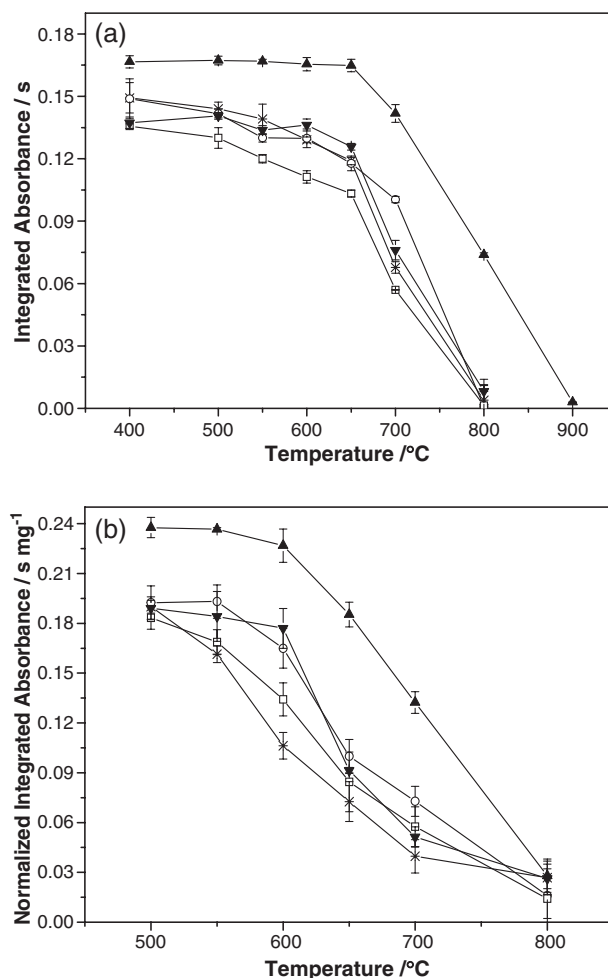 (a)
Integrated Absorbance / s
0.18
0.15
0.12
0.09
0.06
0.03
0.00
400 500 600 700 800 900
Temperature /°C
(b)
Normalized Integrated Absorbance / s mg⁻¹
0.24
0.21
0.18
0.15
0.12
0.09
0.06
0.03
0.00
500 600 700 800
Temperature /°C